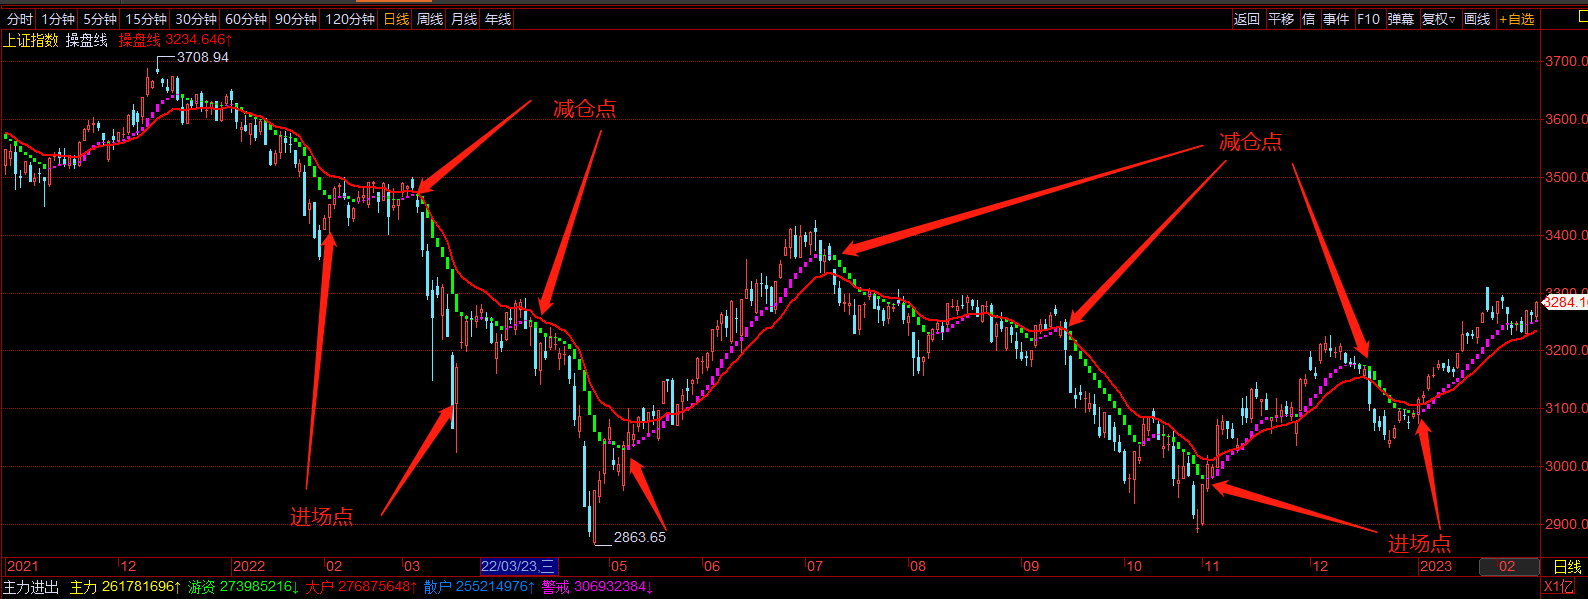 分时 1分钟 5分钟 15分钟 30分钟 60分钟 90分钟 120分钟 日线 周线 月线 年线 返回 平移 信 事件 F10 弹幕 复权▿ 画线 +自选
上证指数 操盘线 操盘线 3234.646↑
3708.94
3700.0
减仓点
3600.0
减仓点
3500.0
3400.0
3300.0
3284.16
3200.0
3100.0
3000.0
进场点
2900.0
2863.65
进场点
2021 12 2022 02 03 22/03/23,三 05 06 07 08 09 10 11 12 2023 02 日线
主力进出 主力 261781696↑ 游资 273985216↓ 大户 276875648↑ 散户 255214976↑ 警戒 306932384↓ X1亿